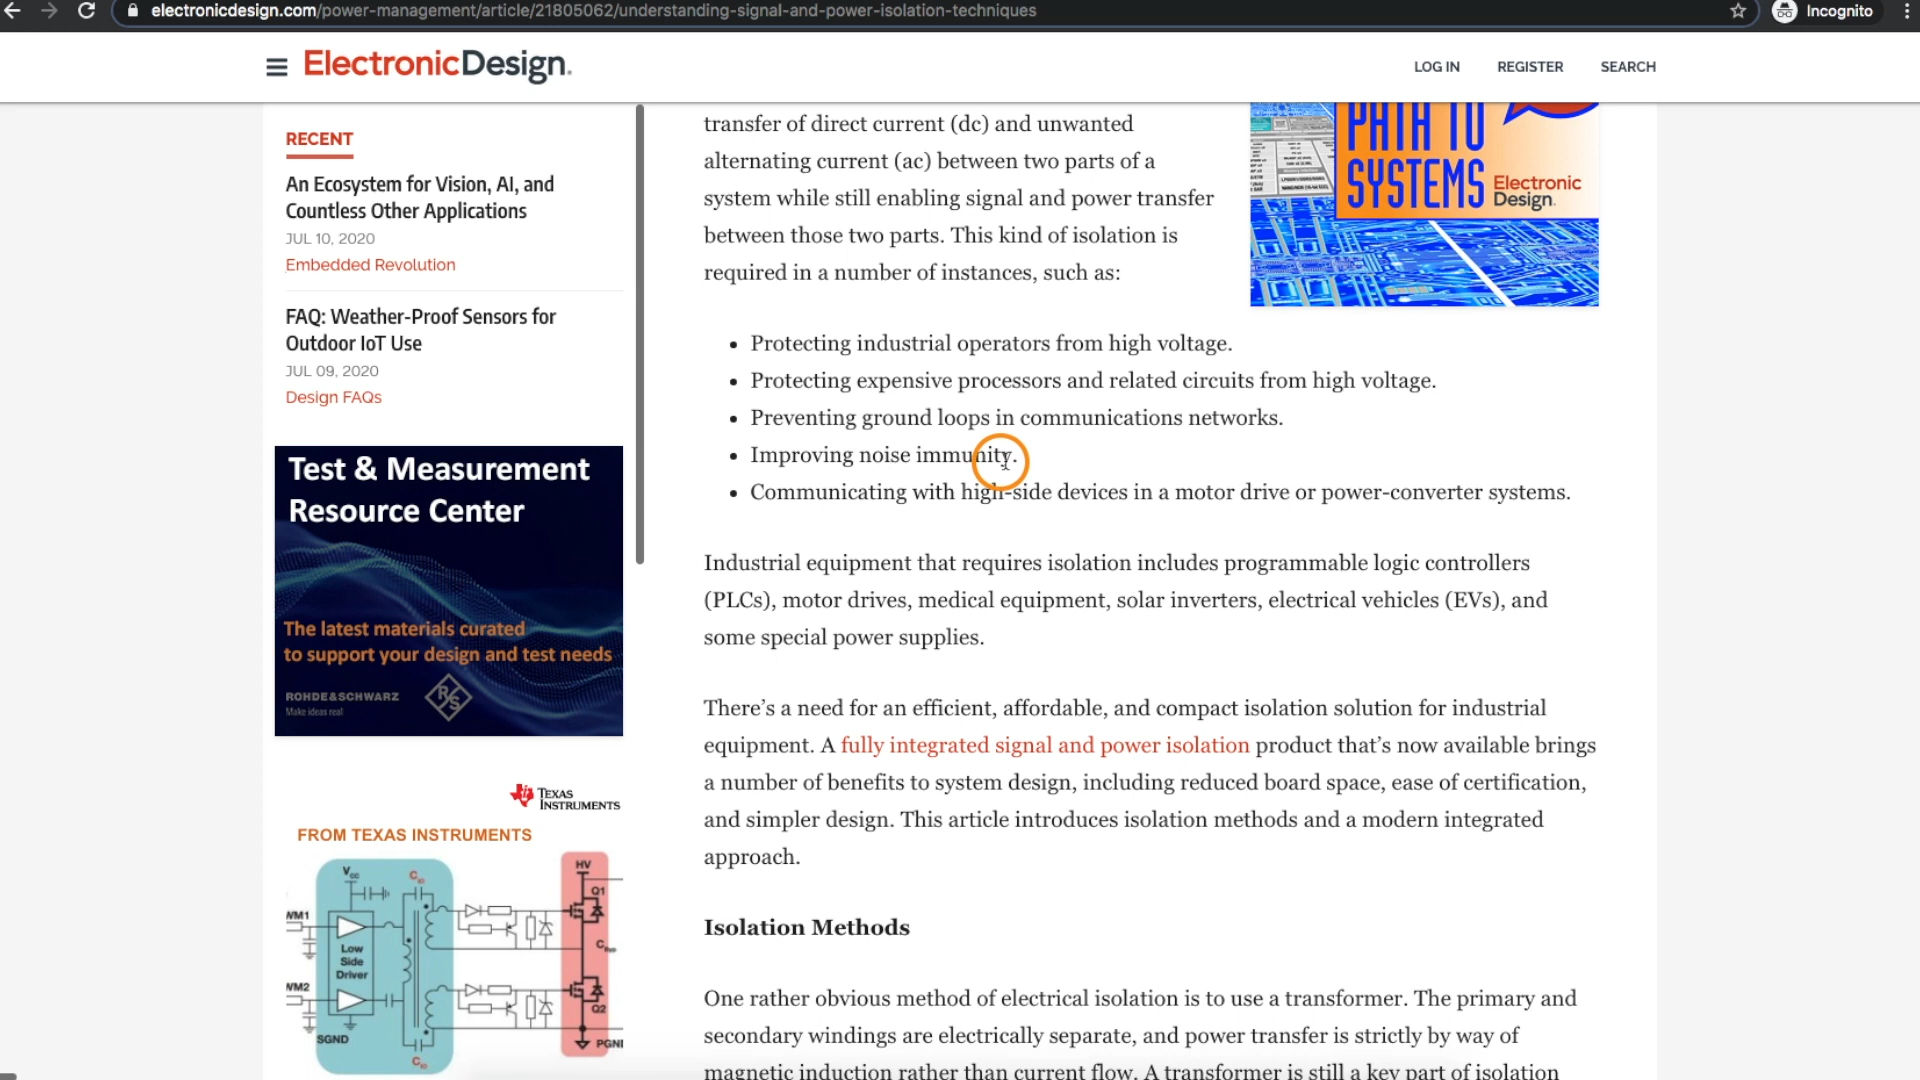 electronicdesign.com/power-management/article/21805062/understanding-signal-and-power-isolation-techniques
Incognito
ElectronicDesign.
LOG IN
REGISTER
SEARCH
RECENT
An Ecosystem for Vision, AI, and
Countless Other Applications
JUL 10, 2020
Embedded Revolution
FAQ: Weather-Proof Sensors for
Outdoor IoT Use
JUL 09, 2020
Design FAQs
Test & Measurement
Resource Center
The latest materials curated
to support your design and test needs
ROHDE&SCHWARZ
Make ideas real
R&S
TEXAS
INSTRUMENTS
FROM TEXAS INSTRUMENTS
Vcc
CIO
HV
Q1
WM1
Low
Side
Driver
WM2
Q2
SGND
PGN
CIO
transfer of direct current (dc) and unwanted
alternating current (ac) between two parts of a
system while still enabling signal and power transfer
between those two parts. This kind of isolation is
required in a number of instances, such as:
PATH TO
SYSTEMS
Electronic
Design.
• Protecting industrial operators from high voltage.
• Protecting expensive processors and related circuits from high voltage.
• Preventing ground loops in communications networks.
• Improving noise immunity.
• Communicating with high-side devices in a motor drive or power-converter systems.
Industrial equipment that requires isolation includes programmable logic controllers
(PLCs), motor drives, medical equipment, solar inverters, electrical vehicles (EVs), and
some special power supplies.
There’s a need for an efficient, affordable, and compact isolation solution for industrial
equipment. A fully integrated signal and power isolation product that’s now available brings
a number of benefits to system design, including reduced board space, ease of certification,
and simpler design. This article introduces isolation methods and a modern integrated
approach.
Isolation Methods
One rather obvious method of electrical isolation is to use a transformer. The primary and
secondary windings are electrically separate, and power transfer is strictly by way of
magnetic induction rather than current flow. A transformer is still a key part of isolation